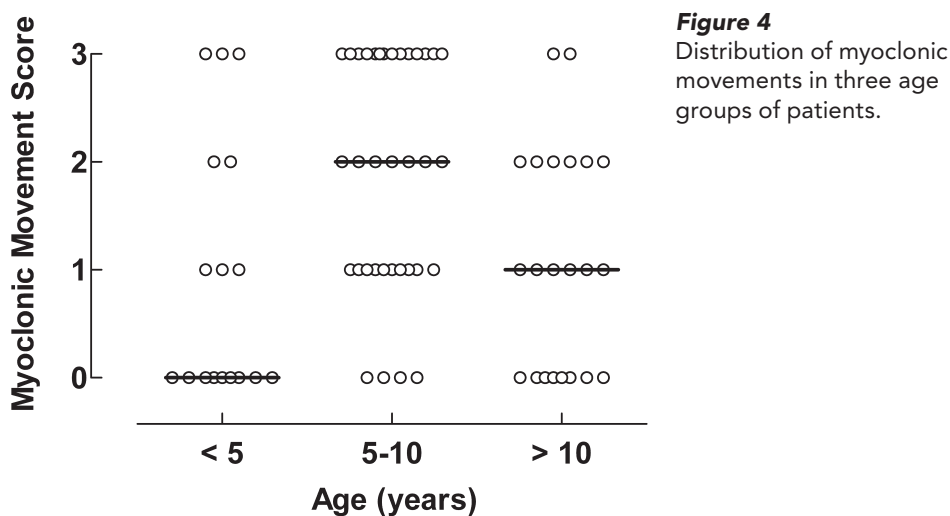 Myoclonic Movement Score
3
2
1
0
< 5
5-10
> 10
Age (years)
Figure 4
Distribution of myoclonic
movements in three age
groups of patients.